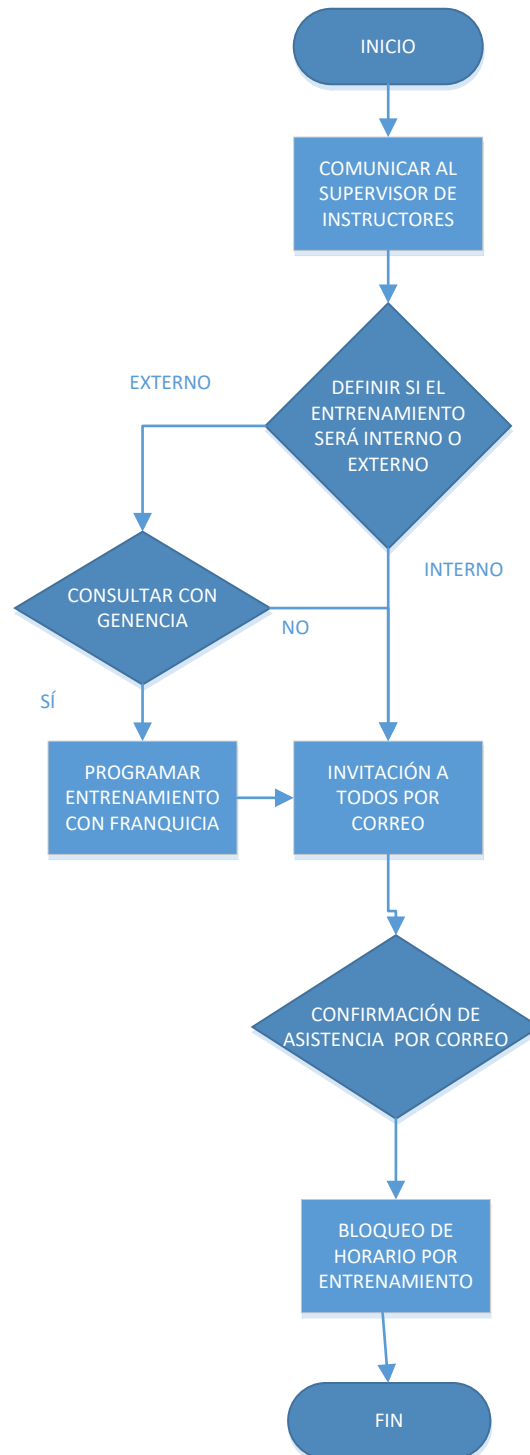 INICIO
COMUNICAR AL
SUPERVISOR DE
INSTRUCTORES
EXTERNO
DEFINIR SI EL
ENTRENAMIENTO
SERÁ INTERNO O
EXTERNO
INTERNO
CONSULTAR CON
GENENCIA
NO
SÍ
PROGRAMAR
ENTRENAMIENTO
CON FRANQUICIA
INVITACIÓN A
TODOS POR
CORREO
CONFIRMACIÓN DE
ASISTENCIA  POR CORREO
BLOQUEO DE
HORARIO POR
ENTRENAMIENTO
FIN